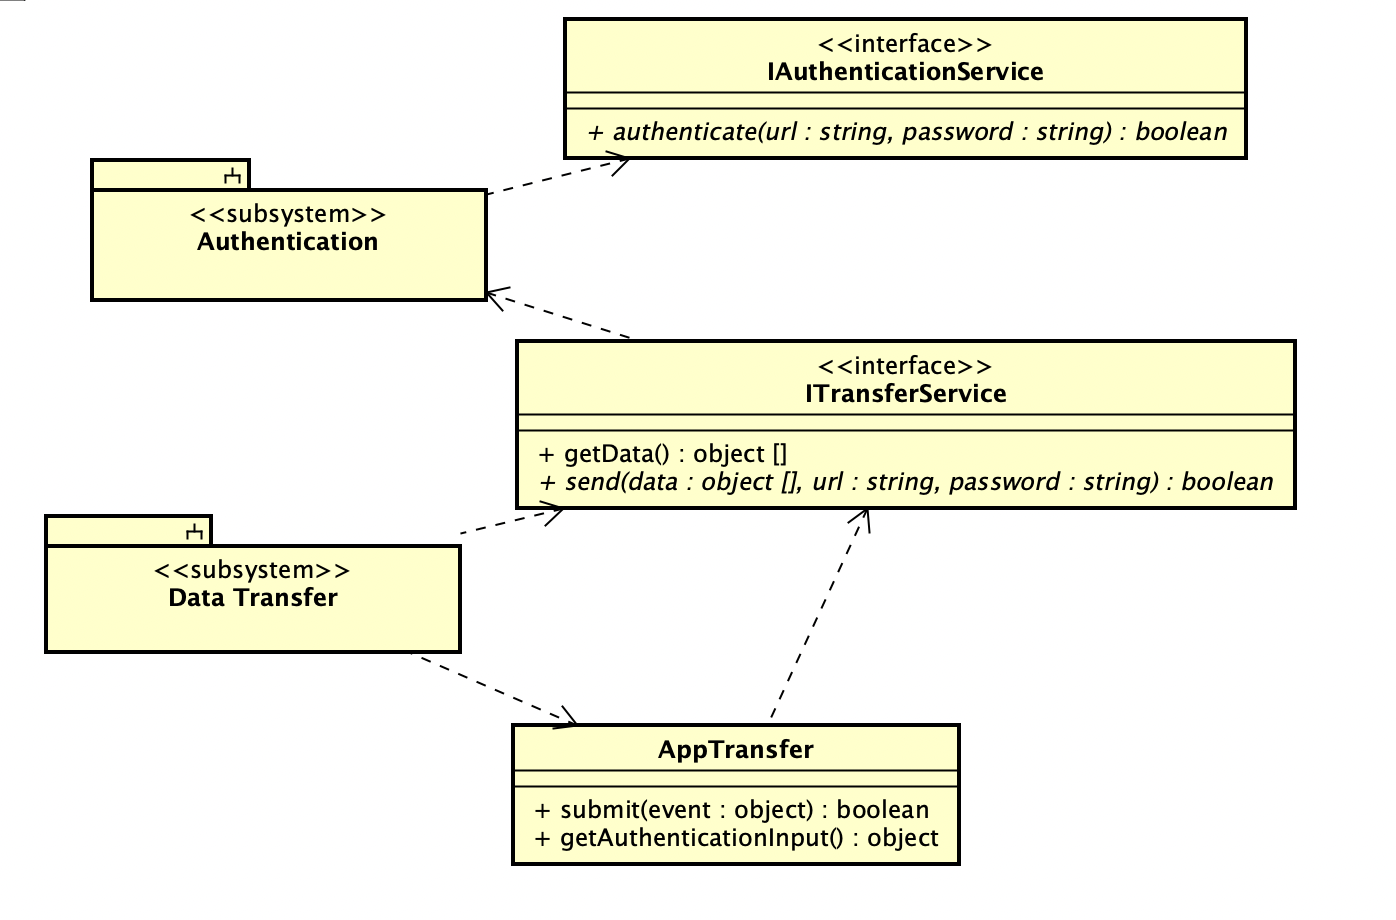 <<interface>>
IAuthenticationService
+ authenticate(url : string, password : string) : boolean
<<subsystem>>
Authentication
<<interface>>
ITransferService
+ getData() : object []
+ send(data : object [], url : string, password : string) : boolean
<<subsystem>>
Data Transfer
AppTransfer
+ submit(event : object) : boolean
+ getAuthenticationInput() : object